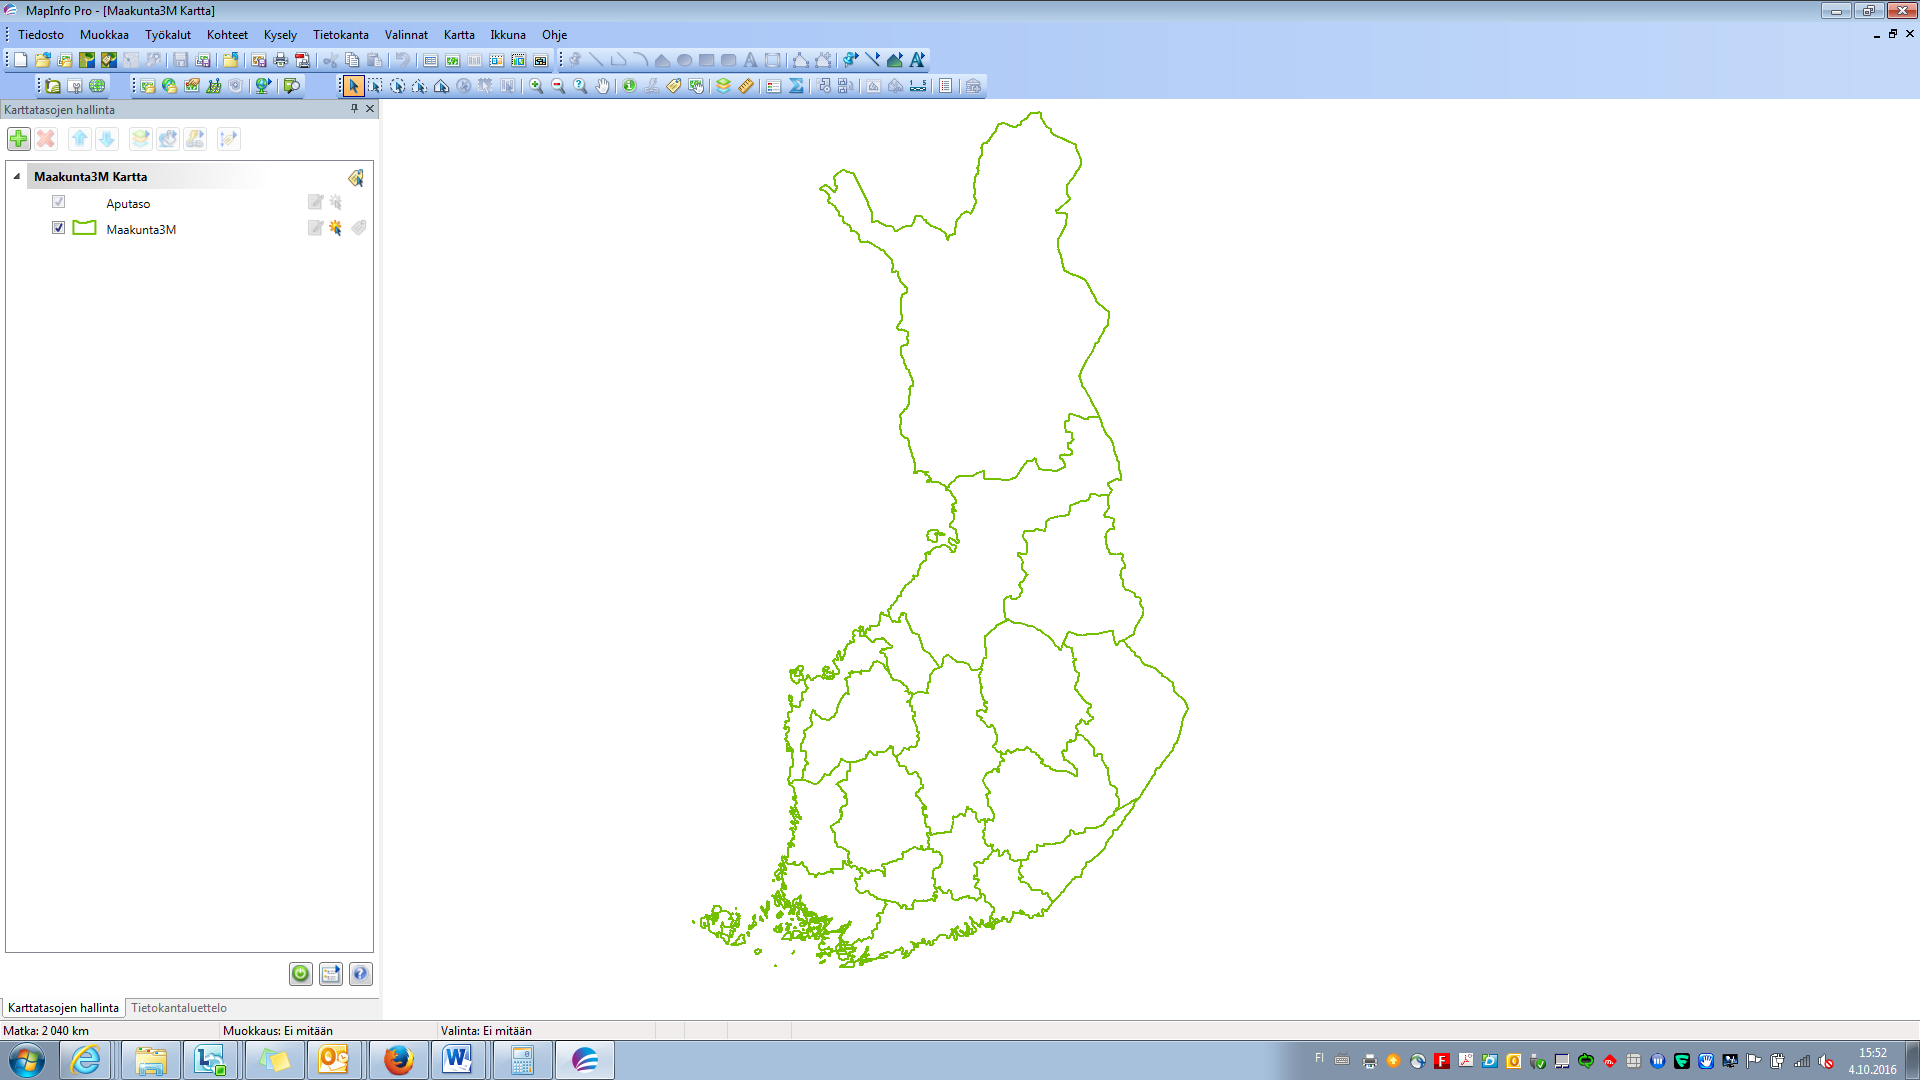 MapInfo Pro - [Maakunta3M Kartta]
Tiedosto Muokkaa Työkalut Kohteet Kysely Tietokanta Valinnat Kartta Ikkuna Ohje
Karttatasojen hallinta
Maakunta3M Kartta
Aputaso
Maakunta3M
Karttatasojen hallinta Tietokantaluettelo
Matka: 2 040 km Muokkaus: Ei mitään Valinta: Ei mitään
FI
15:52
4.10.2016